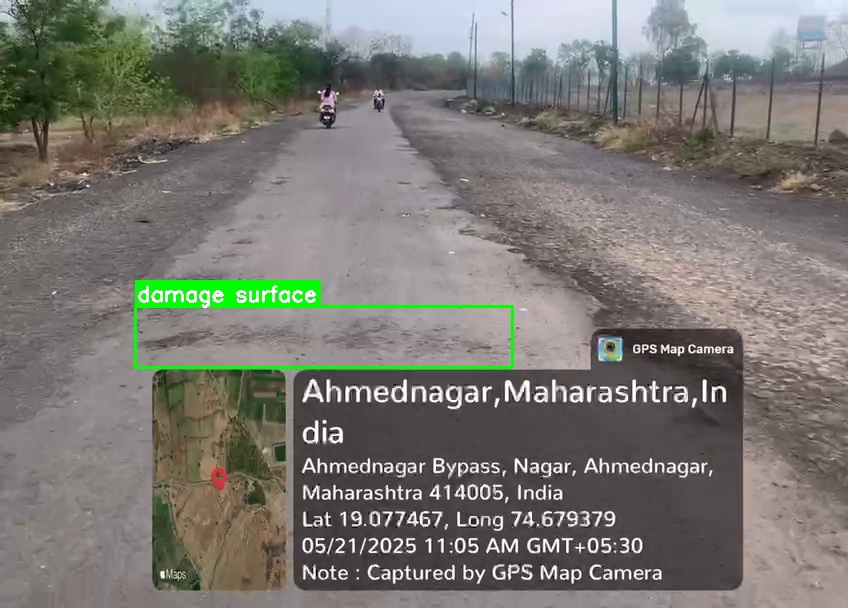 damage surface
GPS Map Camera
Ahmednagar,Maharashtra,In
dia
Ahmednagar Bypass, Nagar, Ahmednagar,
Maharashtra 414005, India
Lat 19.077467, Long 74.679379
05/21/2025 11:05 AM GMT+05:30
Note : Captured by GPS Map Camera
Maps